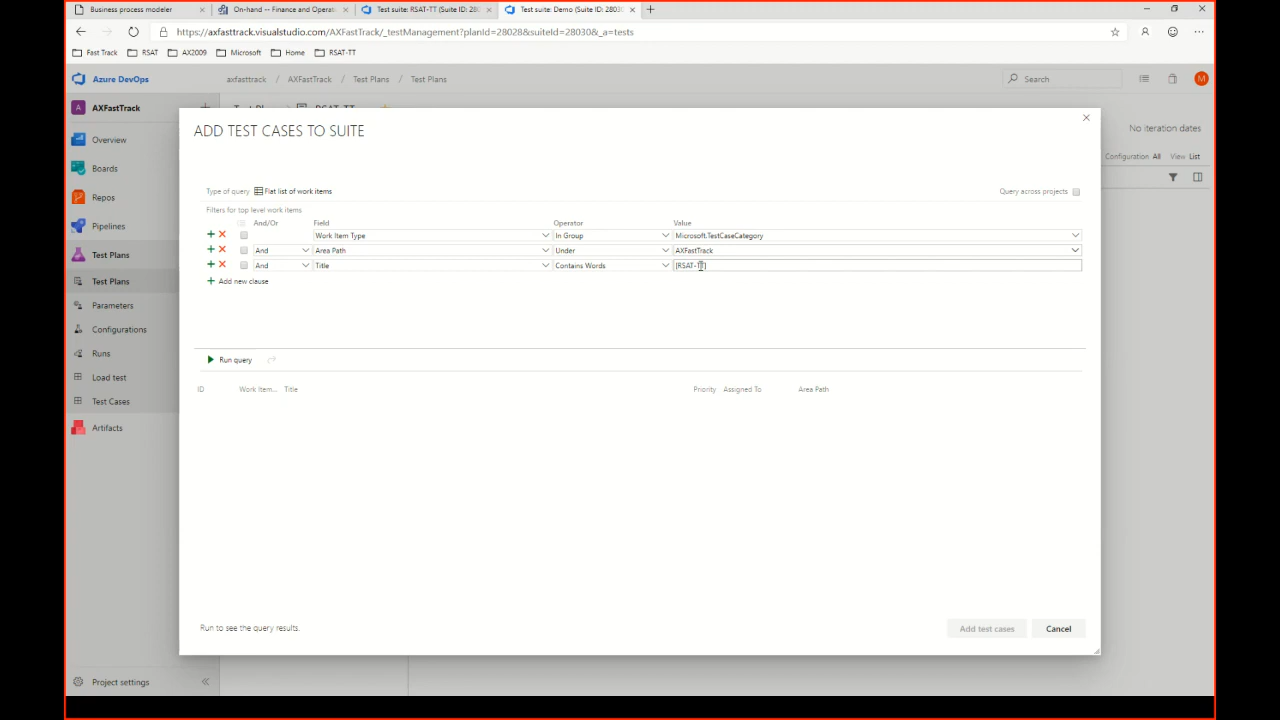 Business process modeler
On-hand -- Finance and Operat
Test suite: RSAT-TT (Suite ID: 280
Test suite: Demo (Suite ID: 28030
https://axfasttrack.visualstudio.com/AXFastTrack/_testManagement?planId=28028&suiteId=28030&_a=tests
Fast Track
RSAT
AX2009
Microsoft
Home
RSAT-TT
Azure DevOps
axfasttrack / AXFastTrack / Test Plans / Test Plans
Search
M
A AXFastTrack
No iteration dates
ADD TEST CASES TO SUITE
Overview
Configuration All View List
Boards
Type of query Flat list of work items
Query across projects
Repos
Filters for top level work items
And/Or Field Operator Value
Pipelines
Work Item Type In Group Microsoft.TestCaseCategory
And Area Path Under AXFastTrack
Test Plans
And Title Contains Words [RSAT-TT]
Test Plans
Add new clause
Parameters
Configurations
Runs
Run query
Load test
ID Work Item... Title Priority Assigned To Area Path
Test Cases
Artifacts
Run to see the query results.
Add test cases
Cancel
Project settings